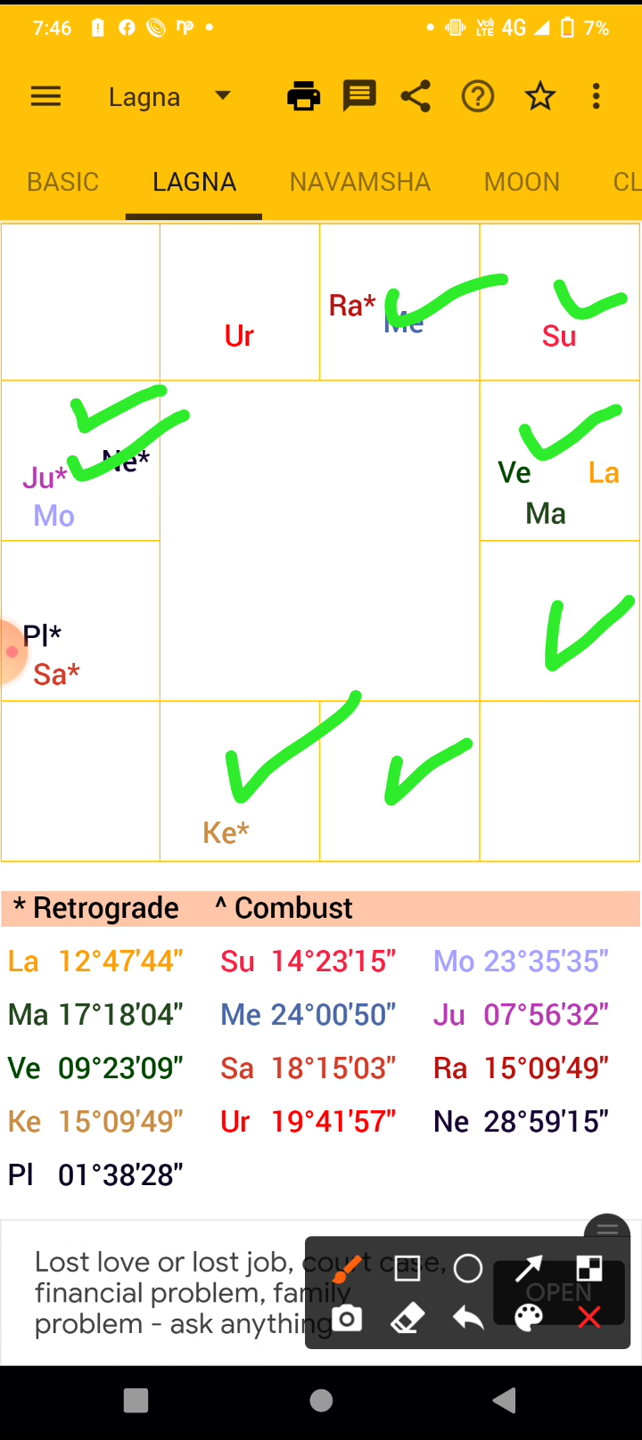 7:46 4G 7%
Lagna
BASIC LAGNA NAVAMSHA MOON CL
Ra*
Ur Me Su
Ne*
Ju* Ve La
Mo Ma
Pl*
Sa*
Ke*
* Retrograde ^ Combust
La 12°47'44" Su 14°23'15" Mo 23°35'35"
Ma 17°18'04" Me 24°00'50" Ju 07°56'32"
Ve 09°23'09" Sa 18°15'03" Ra 15°09'49"
Ke 15°09'49" Ur 19°41'57" Ne 28°59'15"
Pl 01°38'28"
Lost love or lost job, court case,
financial problem, family
problem - ask anything
OPEN